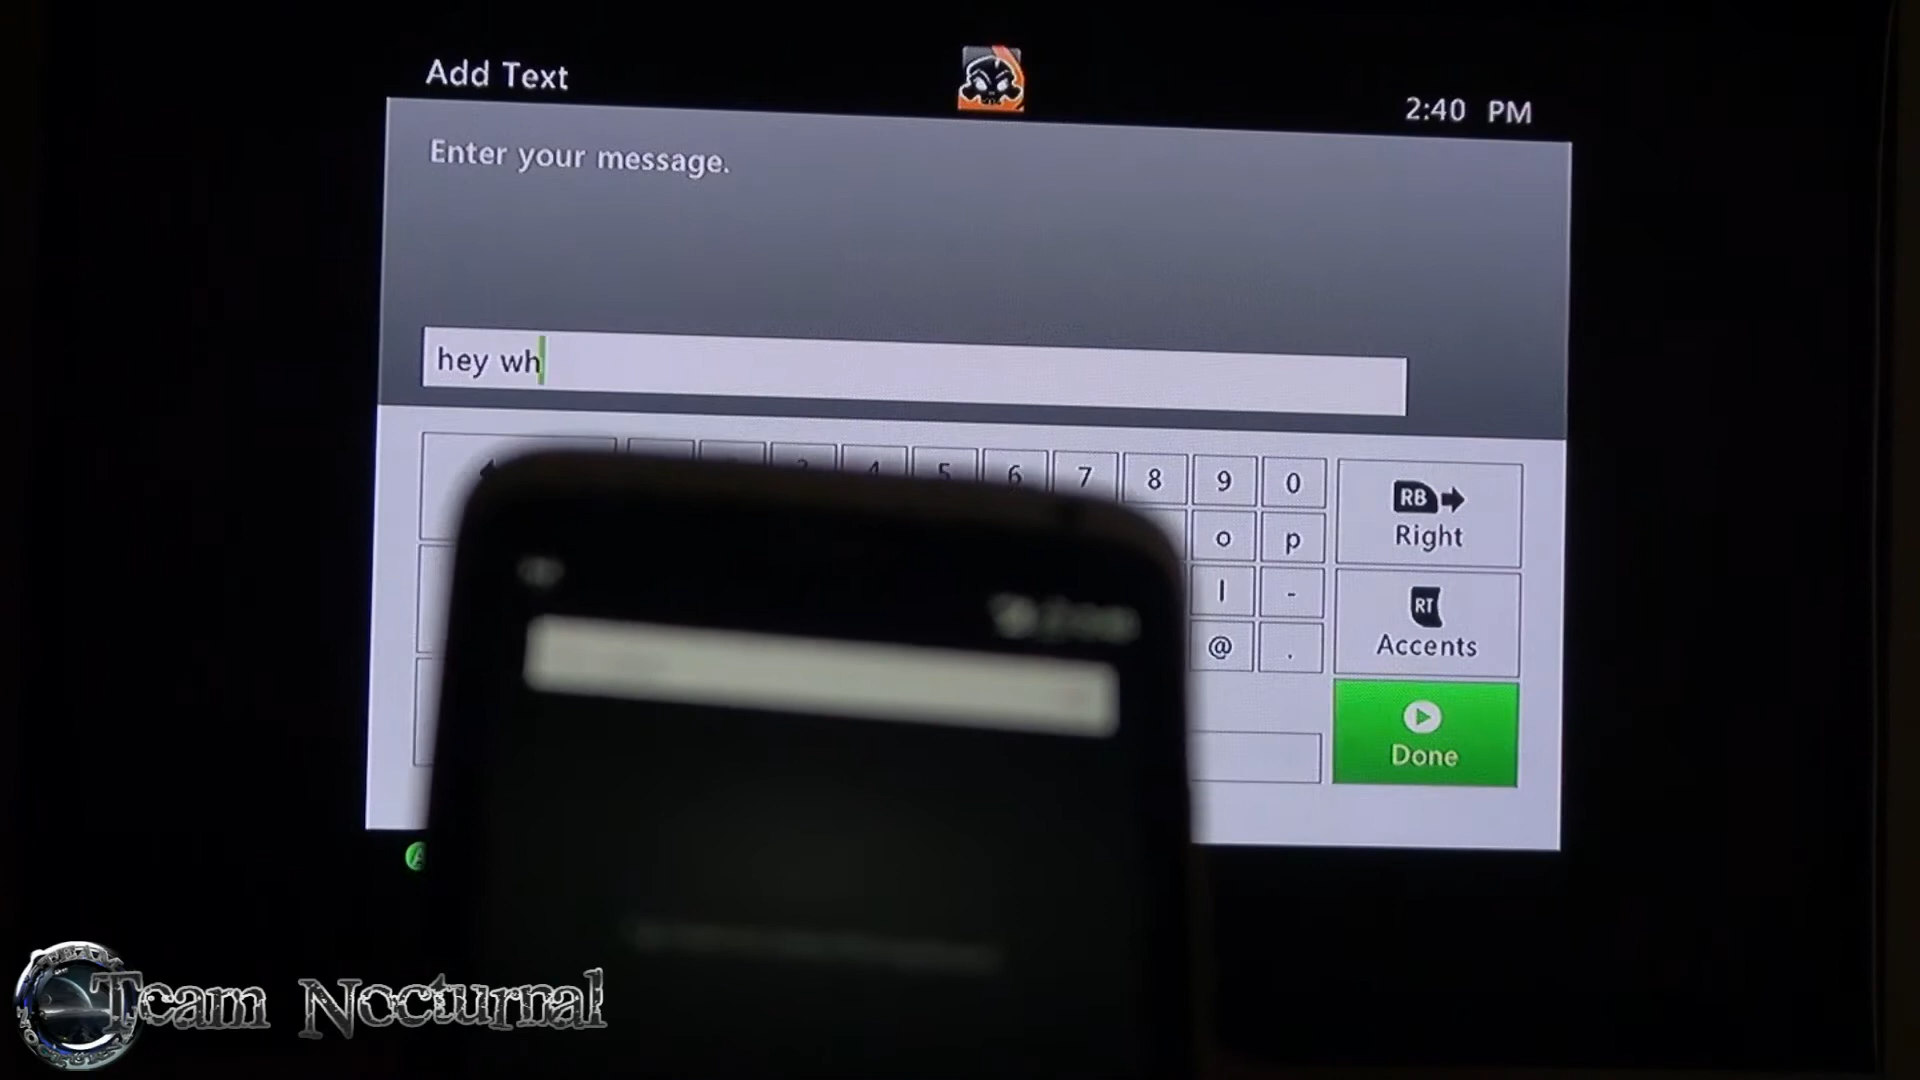 Add Text
2:40 PM
Enter your message.
hey wh
3 4 5 6 7 8 9 0
o p
l -
@ .
RB
Right
RT
Accents
Done
A
Team Nocturnal